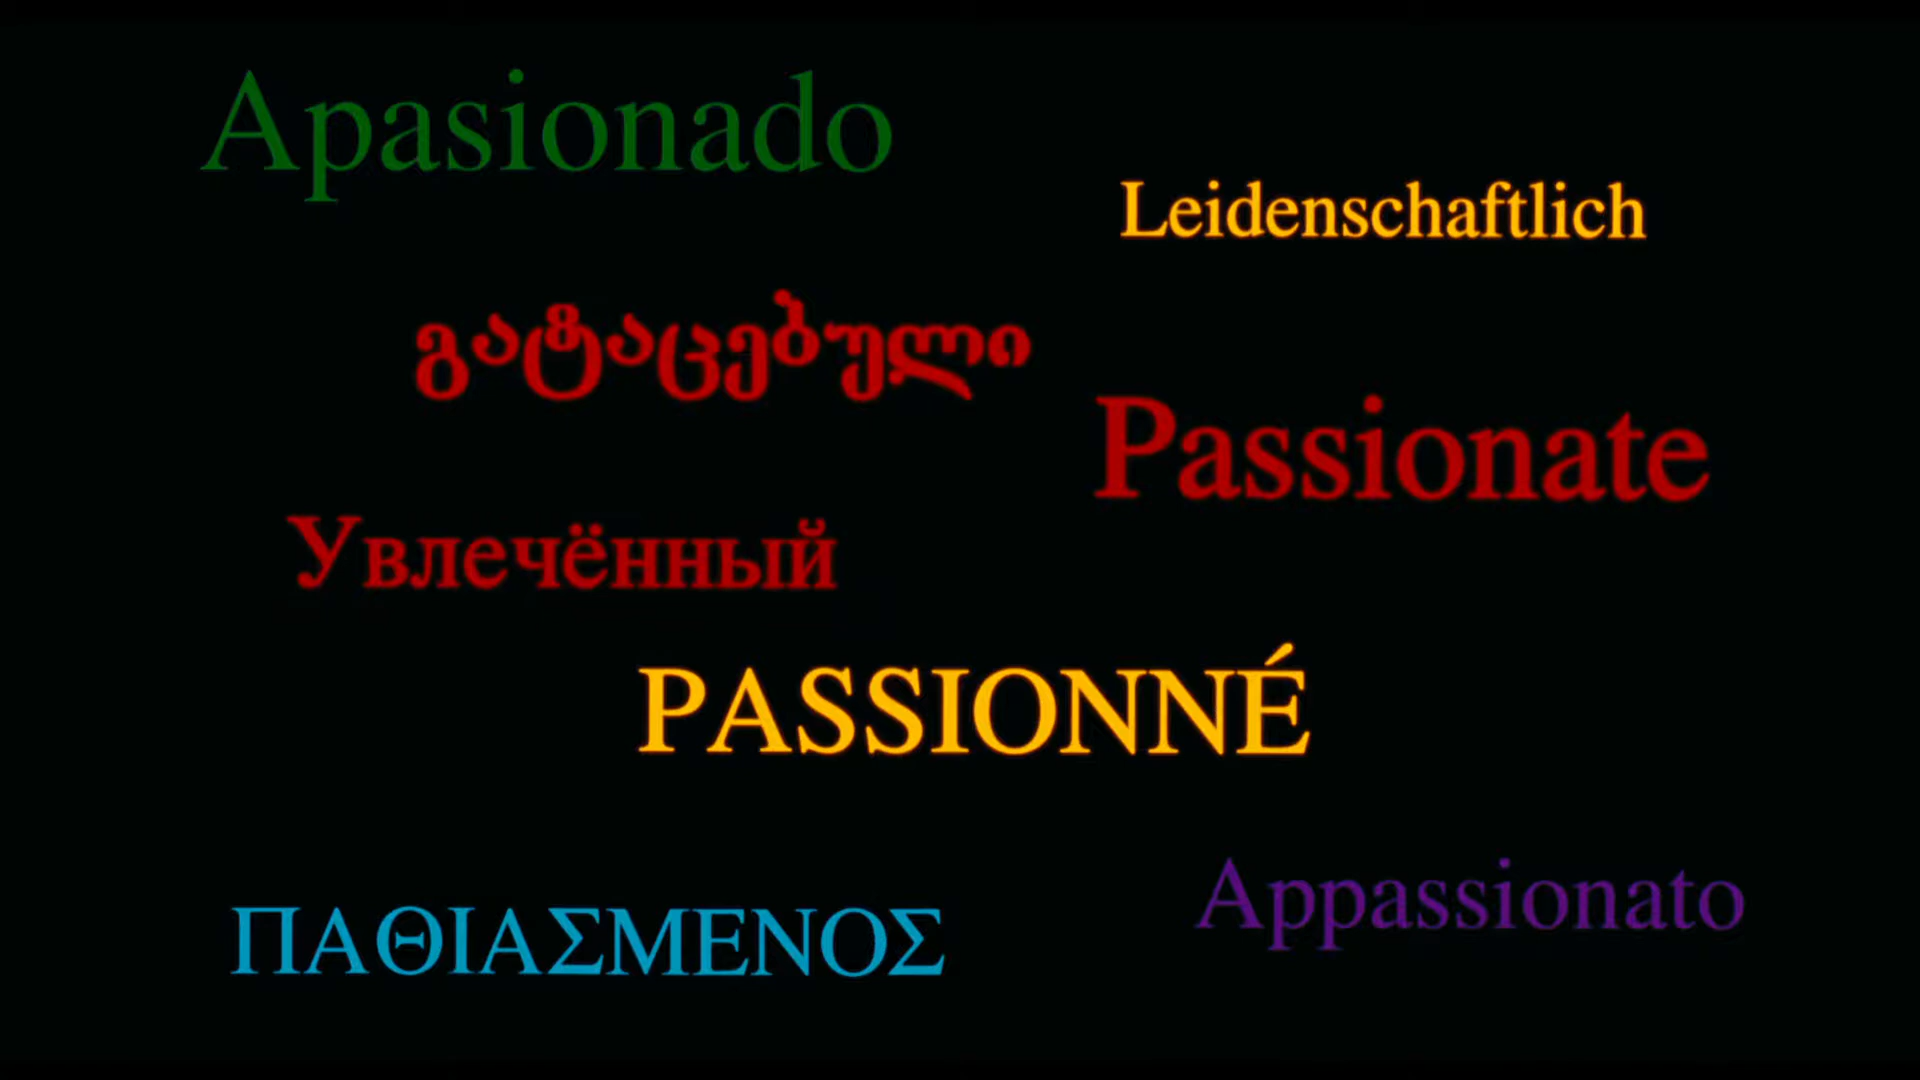 Apasionado
Leidenschaftlich
გატაცებული
Passionate
Увлечённый
PASSIONNÉ
Appassionato
ΠΑΘΙΑΣΜΕΝΟΣ